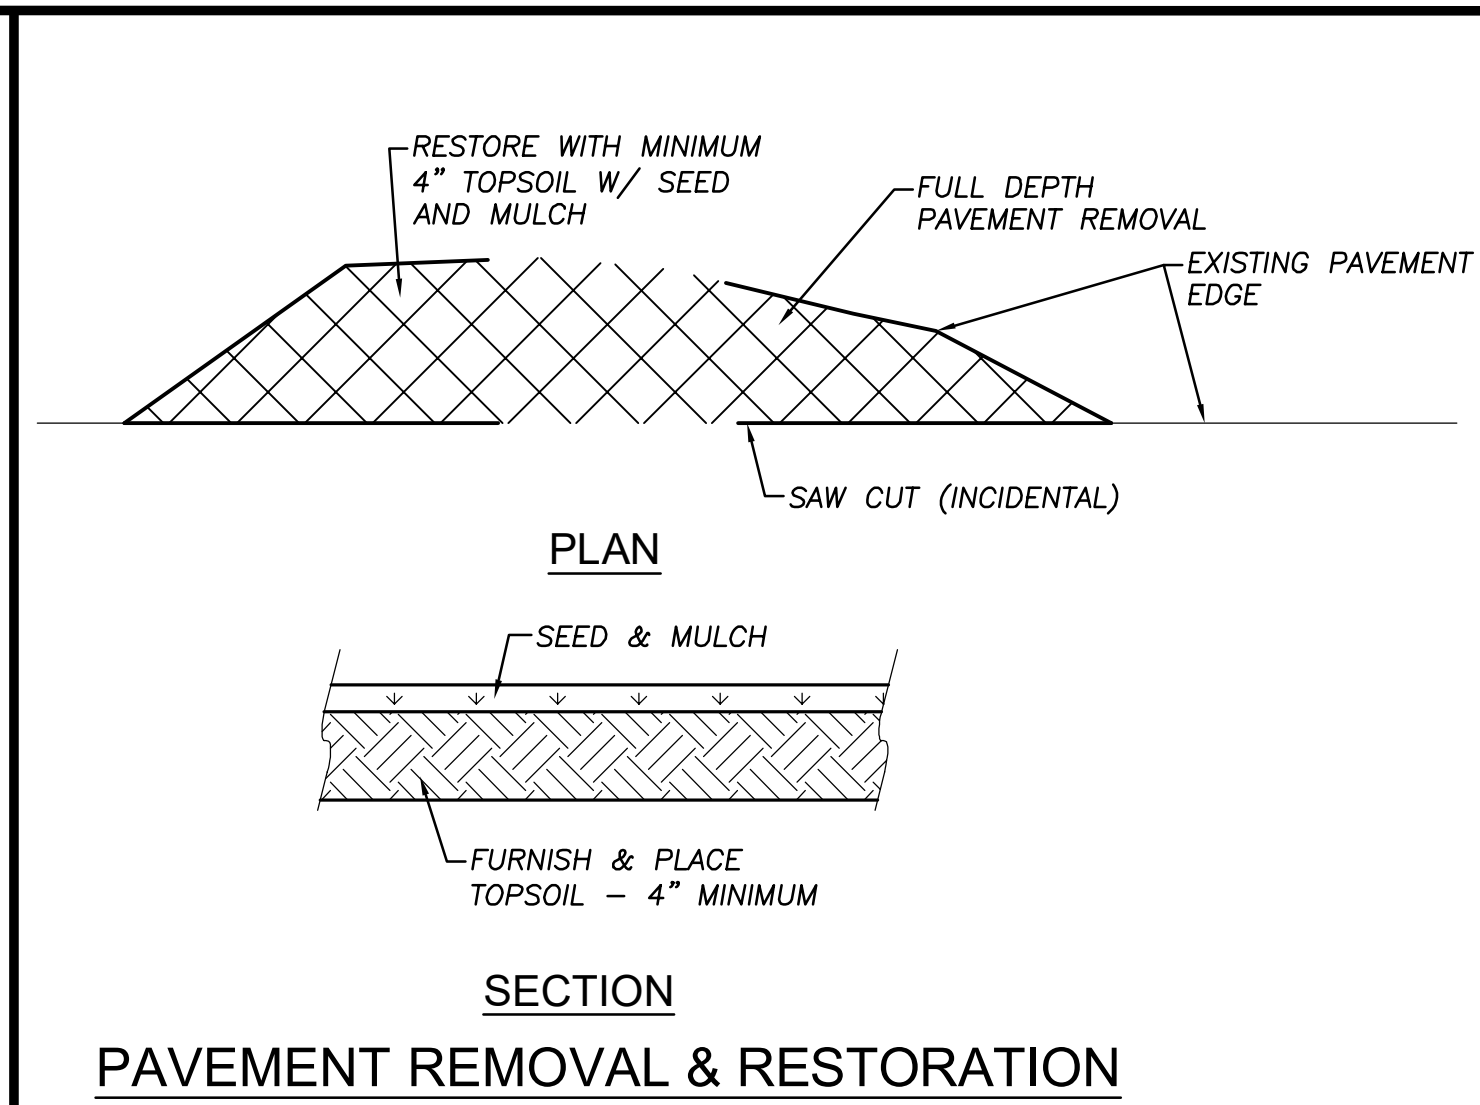 RESTORE WITH MINIMUM
4" TOPSOIL W/ SEED
AND MULCH
FULL DEPTH
PAVEMENT REMOVAL
EXISTING PAVEMENT
EDGE
SAW CUT (INCIDENTAL)
PLAN
SEED & MULCH
FURNISH & PLACE
TOPSOIL – 4" MINIMUM
SECTION
PAVEMENT REMOVAL & RESTORATION